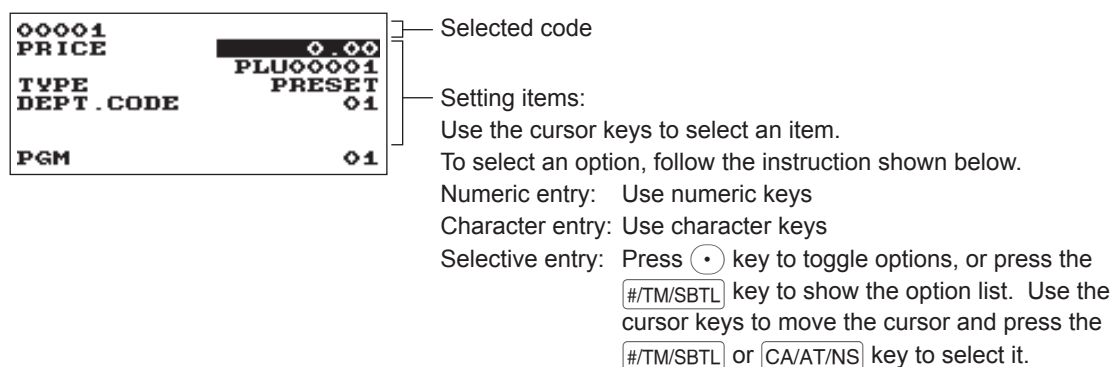 00001
PRICE 0.00
PLU00001
TYPE PRESET
DEPT.CODE 01
PGM 01
Selected code
Setting items:
Use the cursor keys to select an item.
To select an option, follow the instruction shown below.
Numeric entry: Use numeric keys
Character entry: Use character keys
Selective entry: Press • key to toggle options, or press the
#/TM/SBTL key to show the option list. Use the
cursor keys to move the cursor and press the
#/TM/SBTL or CA/AT/NS key to select it.